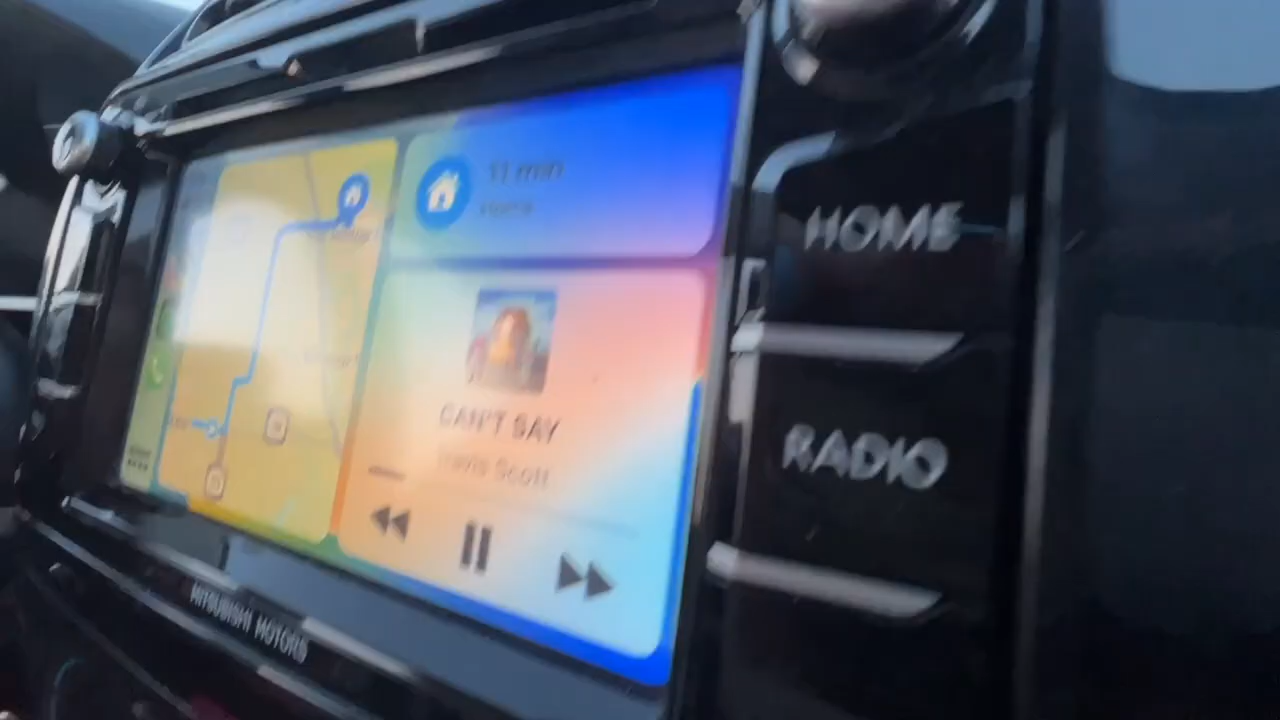 11 min
Home
CAN'T SAY
Travis Scott
HOME
RADIO
MITSUBISHI MOTORS